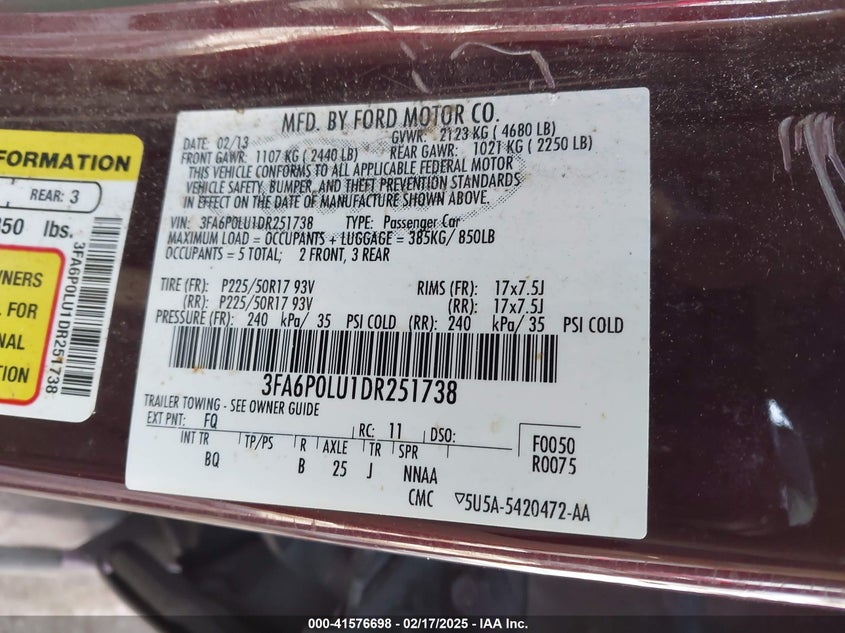 MFD. BY FORD MOTOR CO.
DATE: 02/13 GVWR: 2123 KG ( 4680 LB)
FRONT GAWR: 1107 KG ( 2440 LB) REAR GAWR: 1021 KG ( 2250 LB)
THIS VEHICLE CONFORMS TO ALL APPLICABLE FEDERAL MOTOR
VEHICLE SAFETY, BUMPER, AND THEFT PREVENTION STANDARDS
IN EFFECT ON THE DATE OF MANUFACTURE SHOWN ABOVE.
VIN: 3FA6P0LU1DR251738 TYPE: Passenger Car
MAXIMUM LOAD = OCCUPANTS + LUGGAGE = 385KG/ 850LB
OCCUPANTS = 5 TOTAL; 2 FRONT, 3 REAR
TIRE (FR): P225/50R17 93V RIMS (FR): 17x7.5J
(RR): P225/50R17 93V (RR): 17x7.5J
PRESSURE (FR): 240 kPa/ 35 PSI COLD (RR): 240 kPa/ 35 PSI COLD
3FA6P0LU1DR251738
TRAILER TOWING - SEE OWNER GUIDE
EXT PNT: FQ RC: 11 DSO: F0050
INT TR TP/PS R AXLE TR SPR R0075
BQ B 25 J NNAA
CMC ▽5U5A-5420472-AA
FORMATION
REAR: 3
850 lbs.
WNERS
L FOR
NAL
TION
3FA6P0LU1DR251738
000-41576698 - 02/17/2025 - IAA Inc.